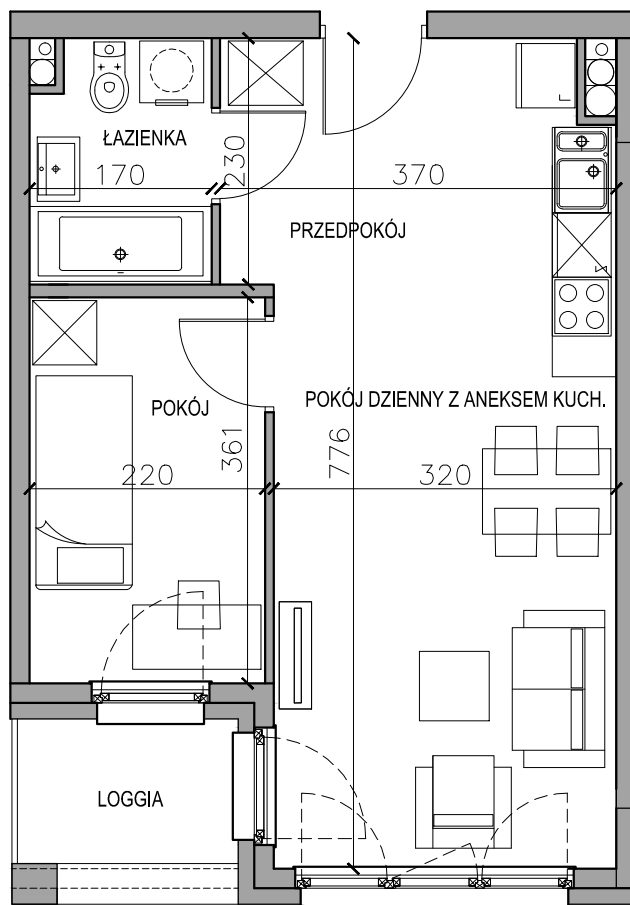 ŁAZIENKA
170
230
370
PRZEDPOKÓJ
POKÓJ
POKÓJ DZIENNY Z ANEKSEM KUCH.
361
776
220
320
LOGGIA